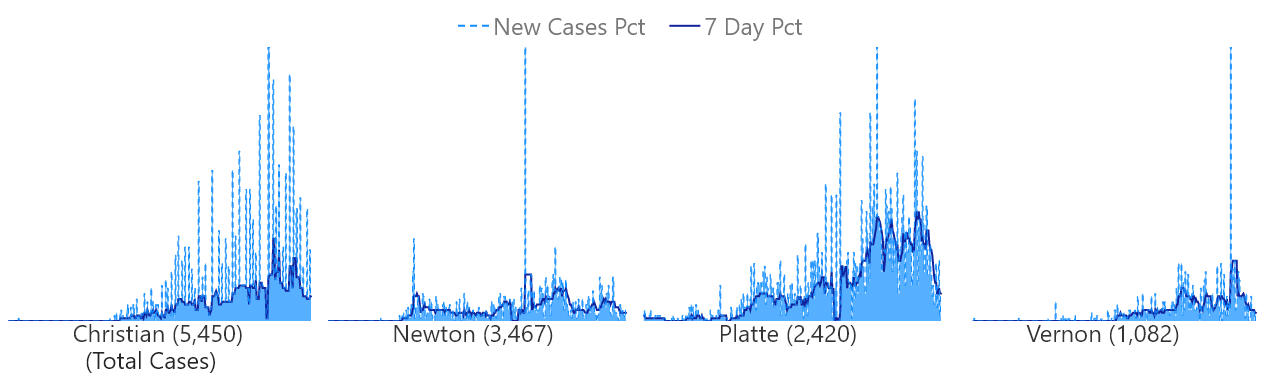 New Cases Pct 7 Day Pct
Christian (5,450) Newton (3,467) Platte (2,420) Vernon (1,082)
(Total Cases)